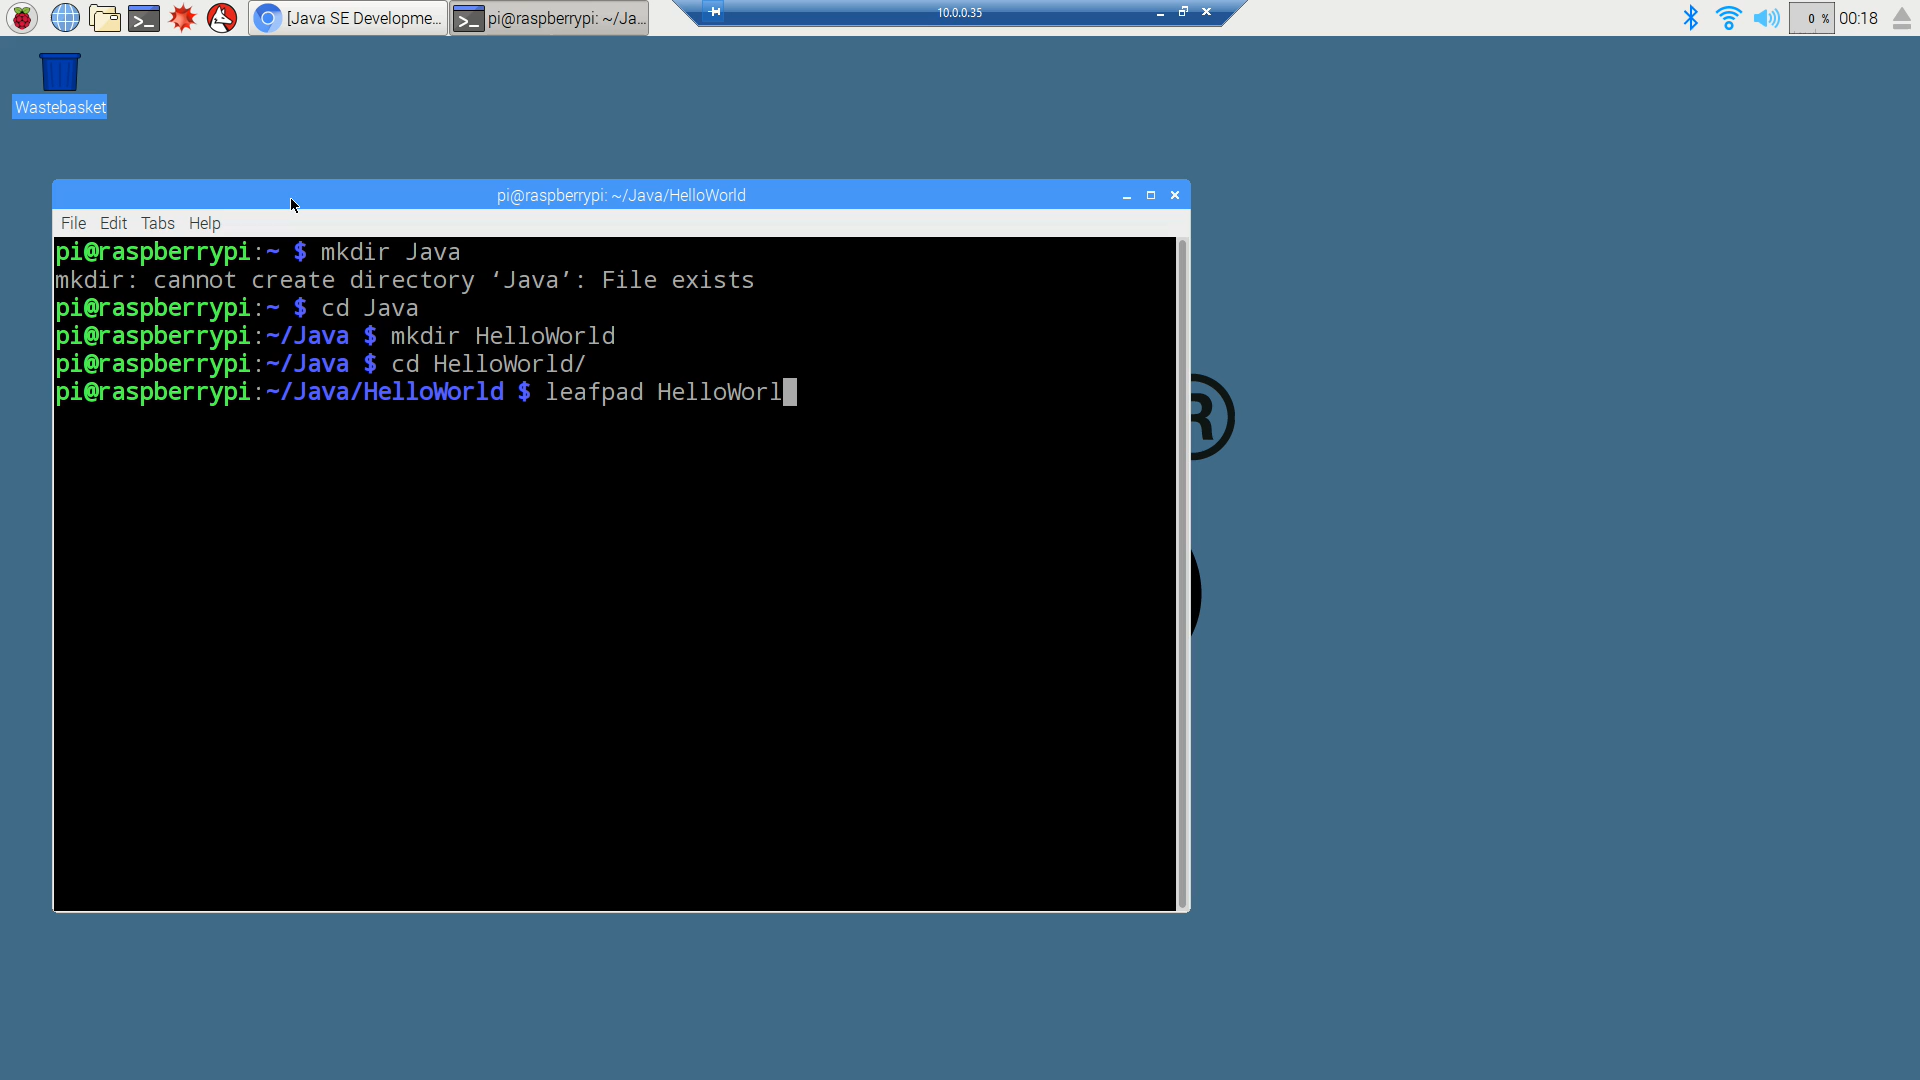 [Java SE Developme...
pi@raspberrypi: ~/Ja...
10.0.0.35
0 %
00:18
Wastebasket
pi@raspberrypi: ~/Java/HelloWorld
File Edit Tabs Help
pi@raspberrypi:~ $ mkdir Java
mkdir: cannot create directory ‘Java’: File exists
pi@raspberrypi:~ $ cd Java
pi@raspberrypi:~/Java $ mkdir HelloWorld
pi@raspberrypi:~/Java $ cd HelloWorld/
pi@raspberrypi:~/Java/HelloWorld $ leafpad HelloWorl
®